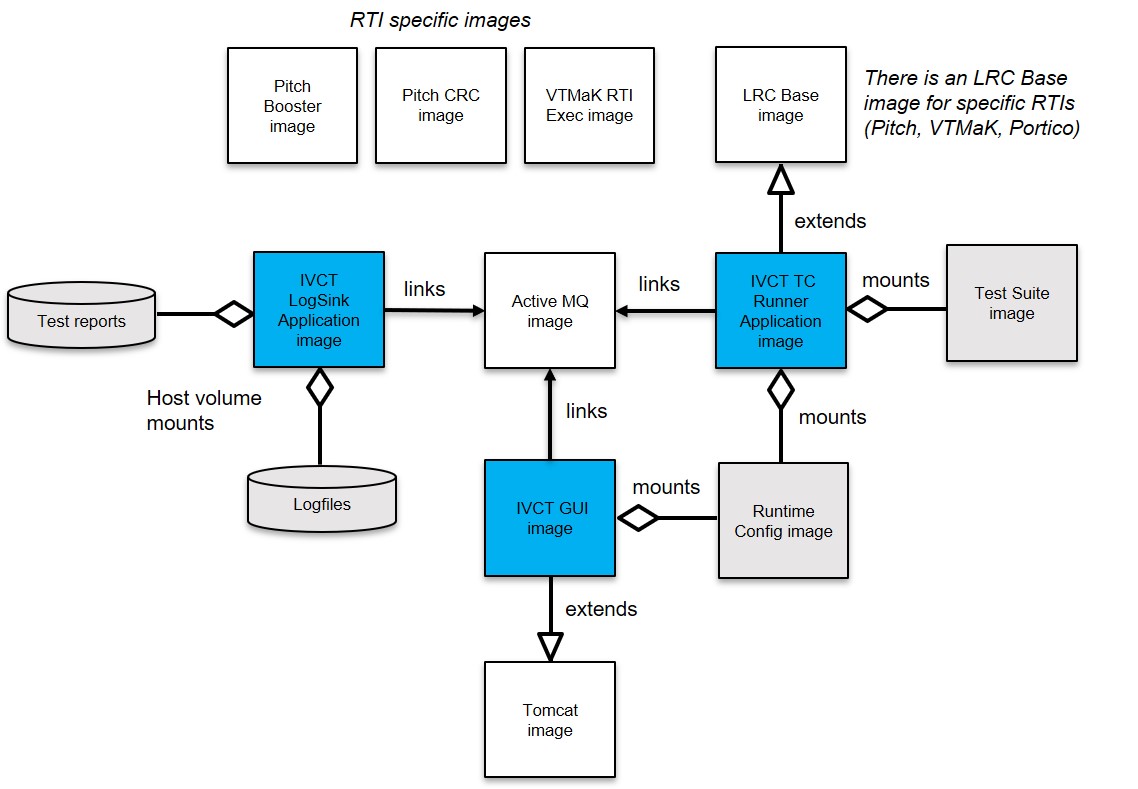 RTI specific images
Pitch
Booster
image
Pitch CRC
image
VTMaK RTI
Exec image
LRC Base
image
There is an LRC Base
image for specific RTIs
(Pitch, VTMaK, Portico)
extends
Test reports
IVCT
LogSink
Application
image
links
Active MQ
image
links
IVCT TC
Runner
Application
image
mounts
Test Suite
image
Host volume
mounts
Logfiles
links
mounts
IVCT GUI
image
mounts
Runtime
Config image
extends
Tomcat
image